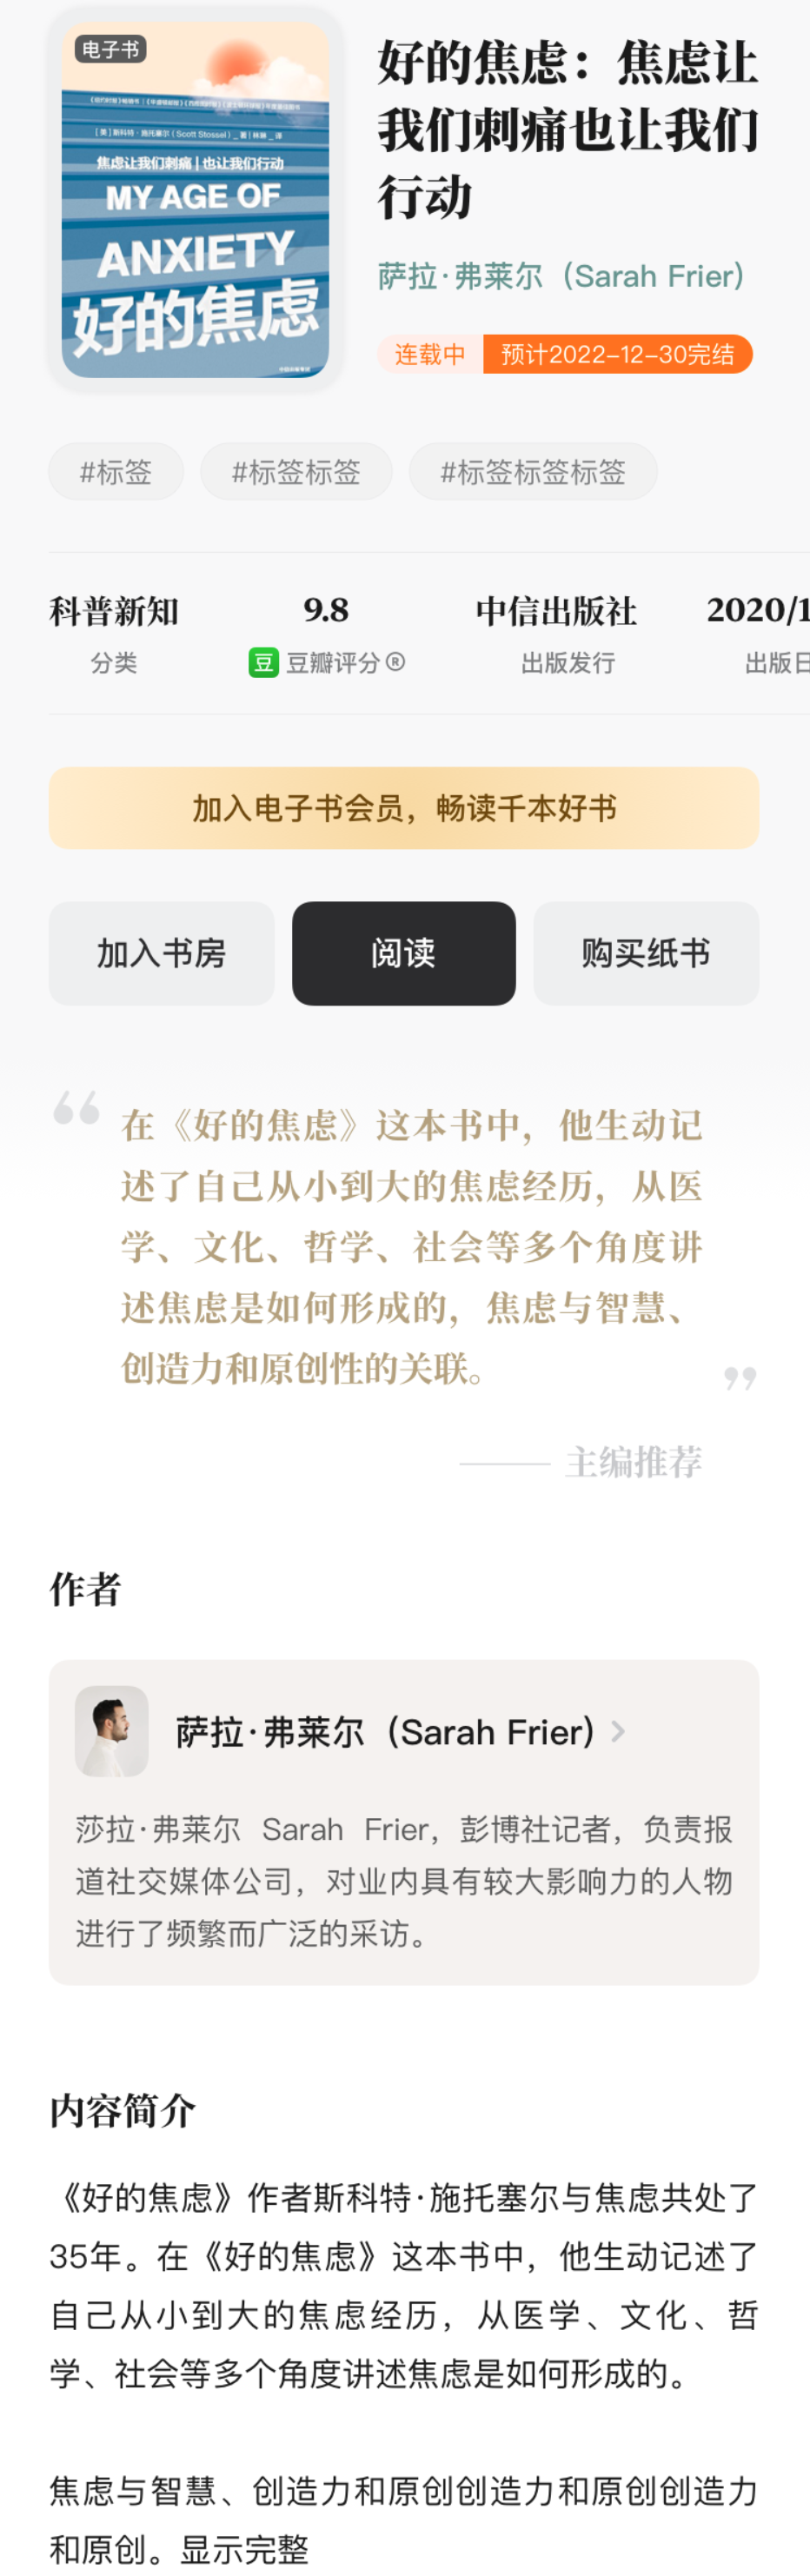 电子书
[美]斯科特·施托塞尔(Scott Stossel)_著|林琳_译
焦虑让我们刺痛|也让我们行动
MY AGE OF
ANXIETY
好的焦虑
好的焦虑：焦虑让
我们刺痛也让我们
行动
萨拉·弗莱尔（Sarah Frier）
连载中 预计2022-12-30完结
#标签 #标签标签 #标签标签标签
科普新知 9.8 中信出版社 2020/1
分类 豆 豆瓣评分® 出版发行 出版日
加入电子书会员，畅读千本好书
加入书房 阅读 购买纸书
“在《好的焦虑》这本书中，他生动记
述了自己从小到大的焦虑经历，从医
学、文化、哲学、社会等多个角度讲
述焦虑是如何形成的，焦虑与智慧、
创造力和原创性的关联。”
—— 主编推荐
作者
萨拉·弗莱尔（Sarah Frier）
莎拉·弗莱尔 Sarah Frier，彭博社记者，负责报
道社交媒体公司，对业内具有较大影响力的人物
进行了频繁而广泛的采访。
内容简介
《好的焦虑》作者斯科特·施托塞尔与焦虑共处了
35年。在《好的焦虑》这本书中，他生动记述了
自己从小到大的焦虑经历，从医学、文化、哲
学、社会等多个角度讲述焦虑是如何形成的。
焦虑与智慧、创造力和原创创造力和原创创造力
和原创。显示完整